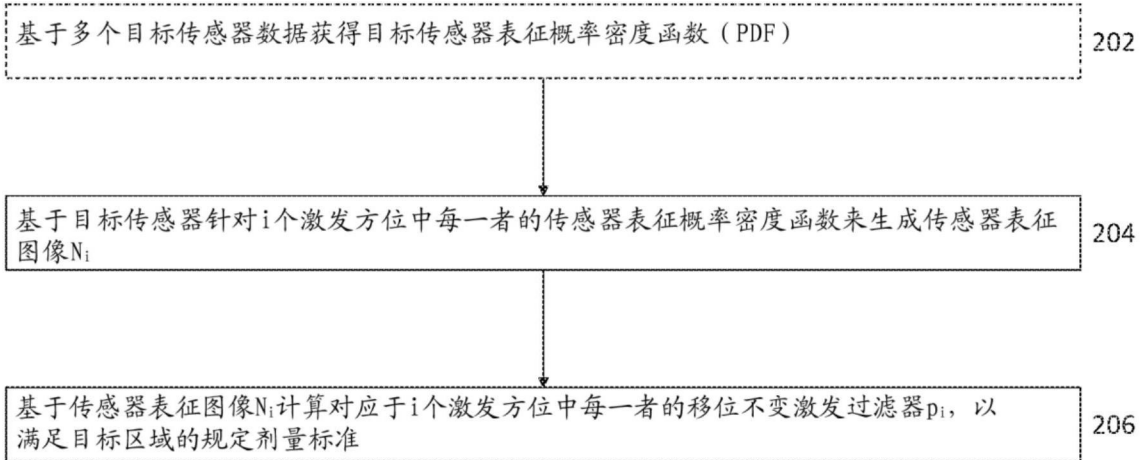 基于多个目标传感器数据获得目标传感器表征概率密度函数（PDF）
202
基于目标传感器针对i个激发方位中每一者的传感器表征概率密度函数来生成传感器表征
图像Nᵢ
204
基于传感器表征图像Nᵢ计算对应于i个激发方位中每一者的移位不变激发过滤器pᵢ，以
满足目标区域的规定剂量标准
206